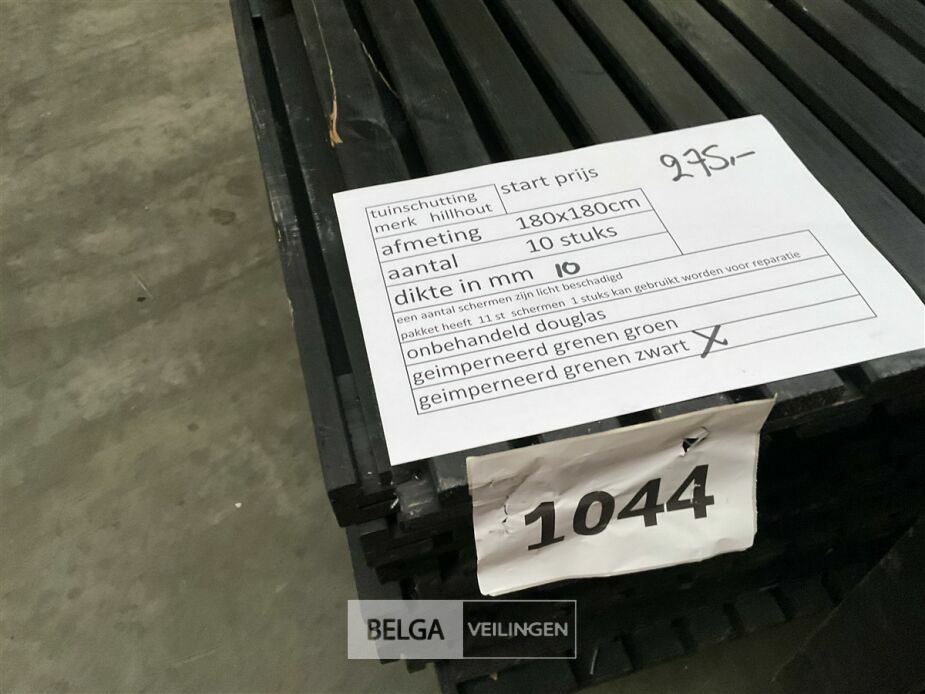 tuinschutting start prijs 275,-
merk hillhout
afmeting 180x180cm
aantal 10 stuks
dikte in mm 10
een aantal schermen zijn licht beschadigd
pakket heeft 11 st schermen 1 stuks kan gebruikt worden voor reparatie
onbehandeld douglas
geimperneerd grenen groen
geimperneerd grenen zwart X
1044
BELGA VEILINGEN